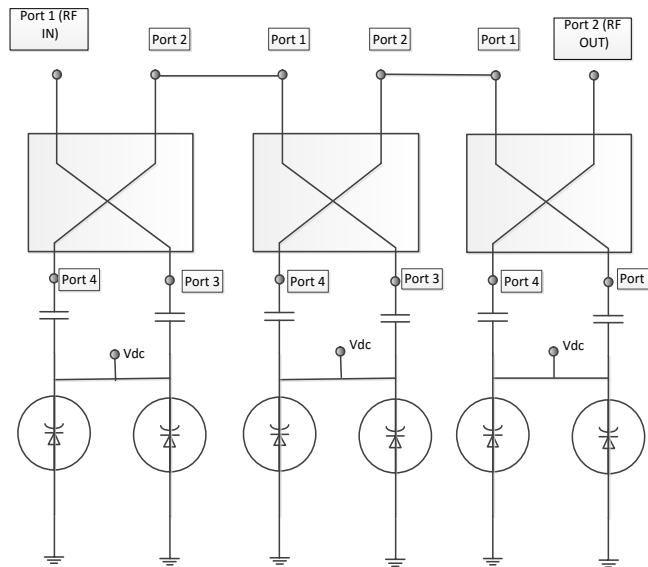 Port 1 (RF
IN)
Port 2
Port 1
Port 2
Port 1
Port 2 (RF
OUT)
Port 4
Port 3
Port 4
Port 3
Port 4
Port
Vdc
Vdc
Vdc